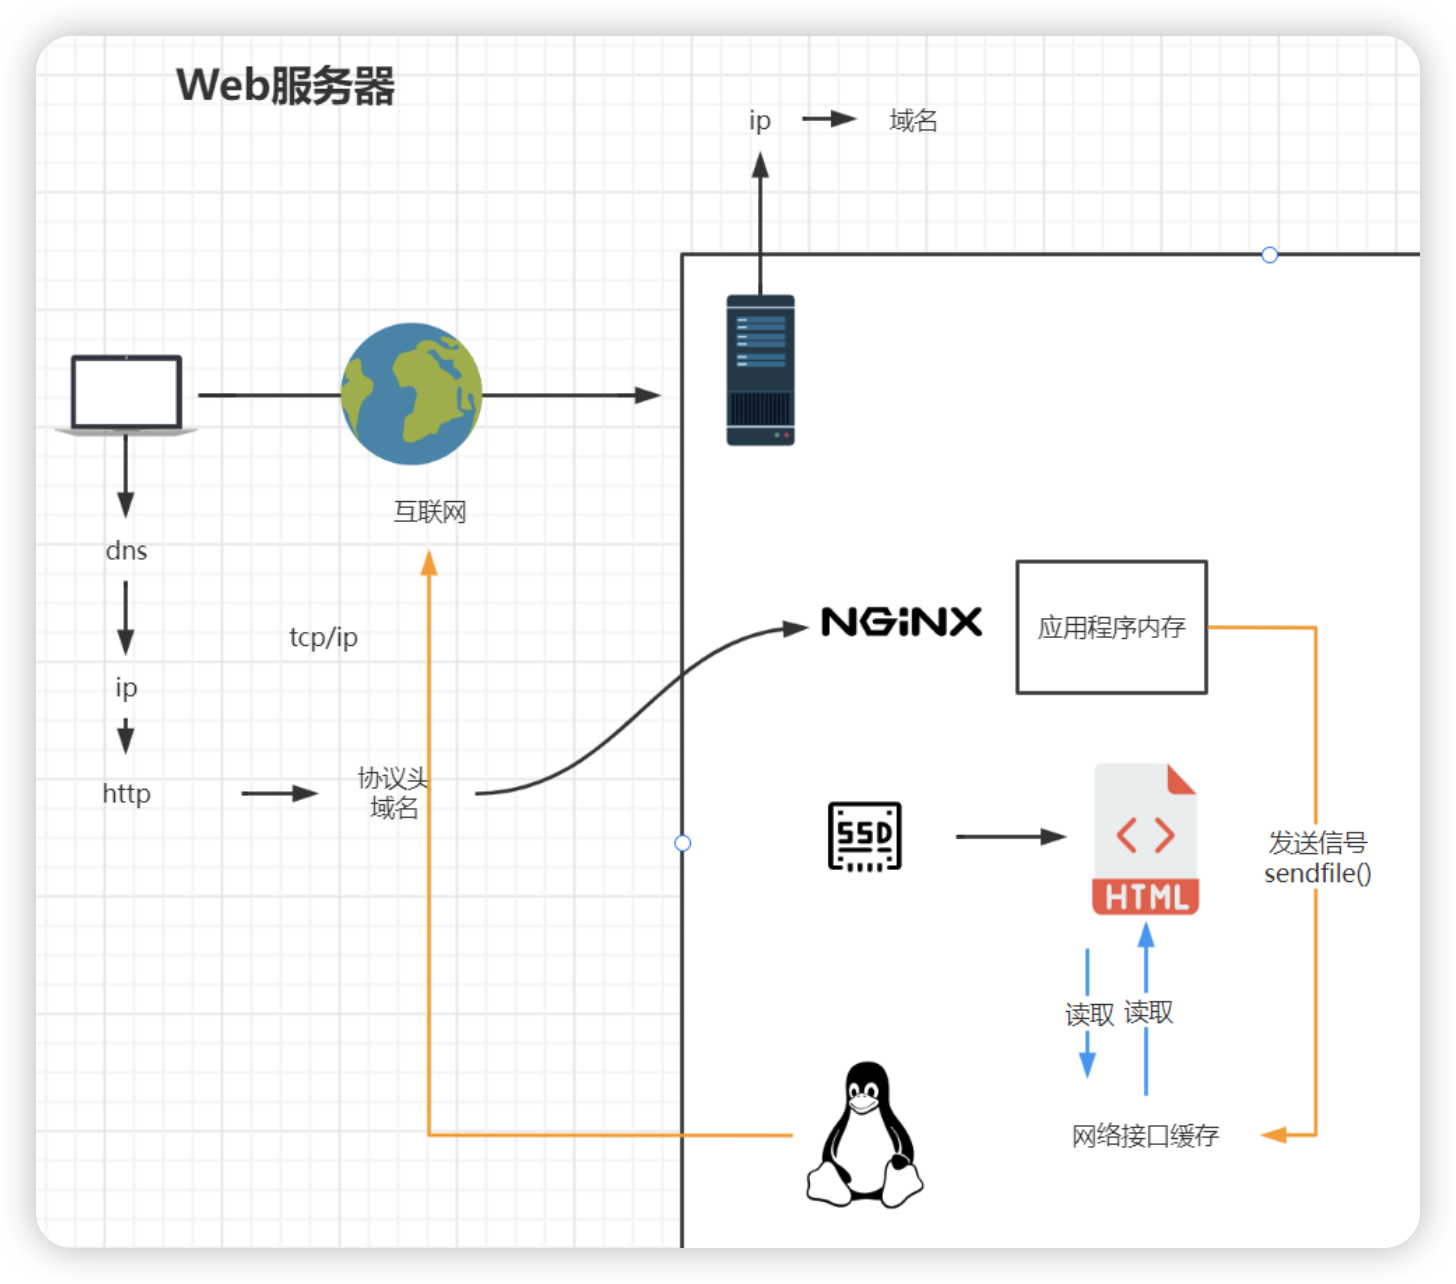 Web服务器
ip
域名
互联网
dns
tcp/ip
ip
http
协议头
域名
NGiNX
应用程序内存
SSD
HTML
发送信号
sendfile()
读取
读取
网络接口缓存